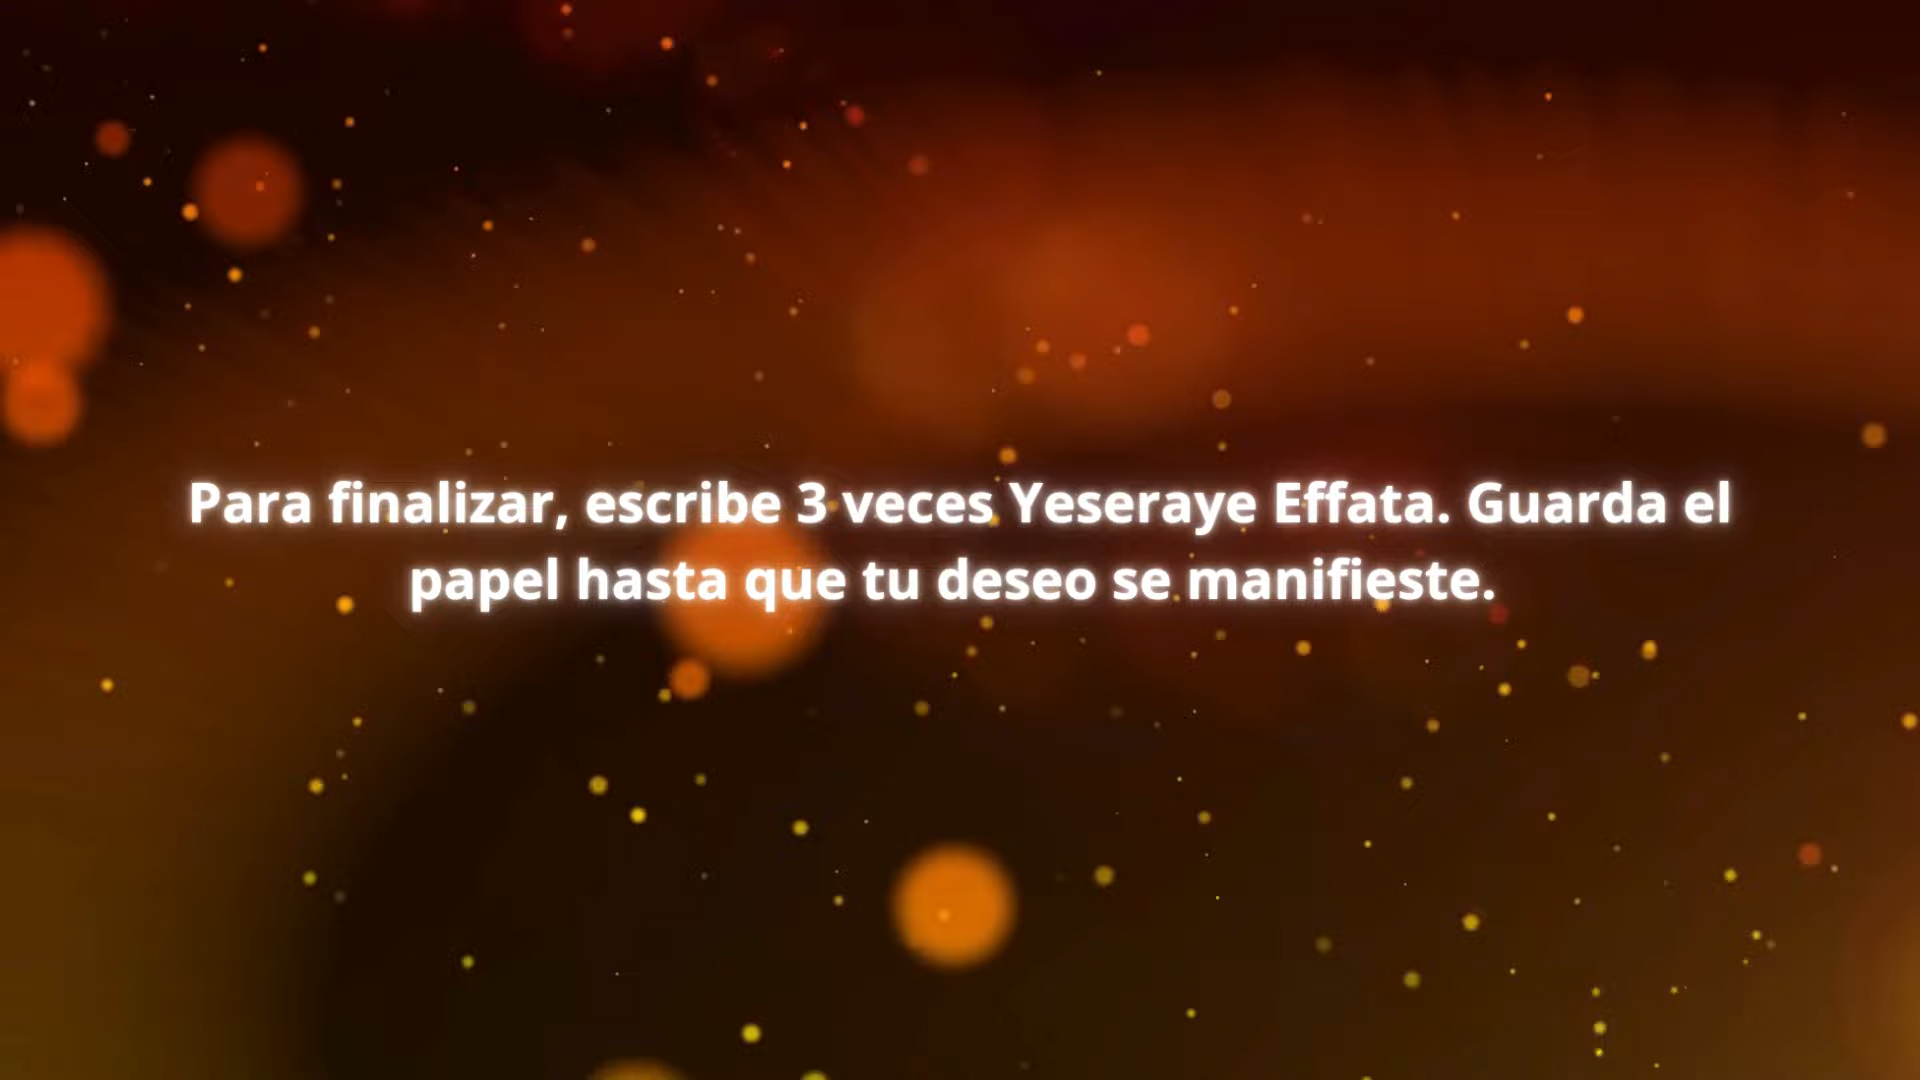 Para finalizar, escribe 3 veces Yeseraye Effata. Guarda el
papel hasta que tu deseo se manifieste.